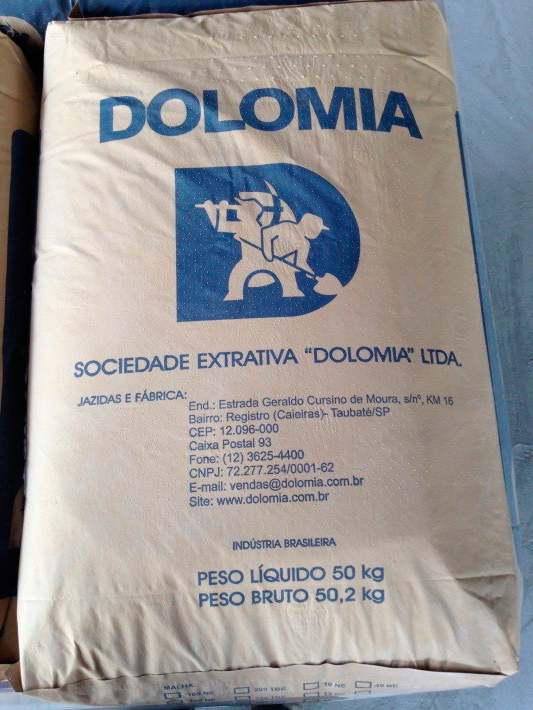 DOLOMIA
SOCIEDADE EXTRATIVA "DOLOMIA" LTDA.
JAZIDAS E FÁBRICA:
End.: Estrada Geraldo Cursino de Moura, s/nº, KM 16
Bairro: Registro (Caieiras)- Taubaté/SP
CEP: 12.096-000
Caixa Postal 93
Fone: (12) 3625-4400
CNPJ: 72.277.254/0001-62
E-mail: vendas@dolomia.com.br
Site: www.dolomia.com.br
INDÚSTRIA BRASILEIRA
PESO LÍQUIDO 50 kg
PESO BRUTO 50,2 kg
MALHA